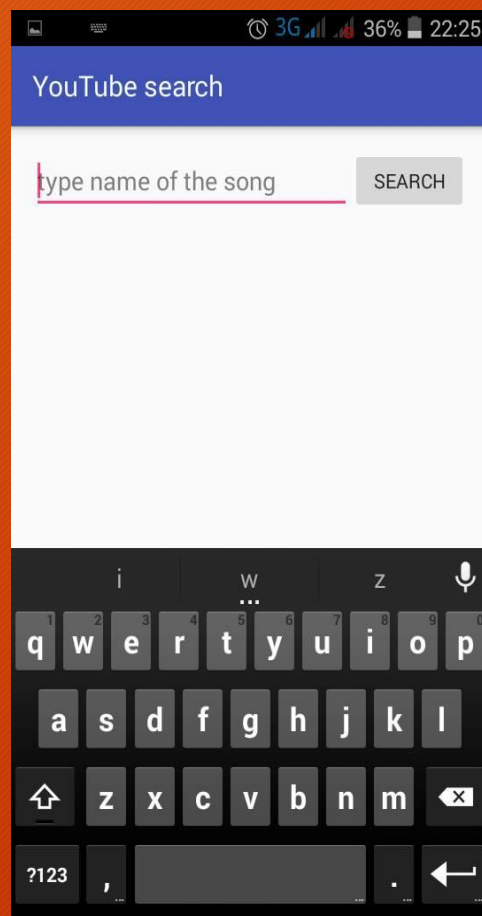 3G 36% 22:25
YouTube search
type name of the song SEARCH
i w z
1 2 3 4 5 6 7 8 9 0
q w e r t y u i o p
a s d f g h j k l
z x c v b n m
?123 , .